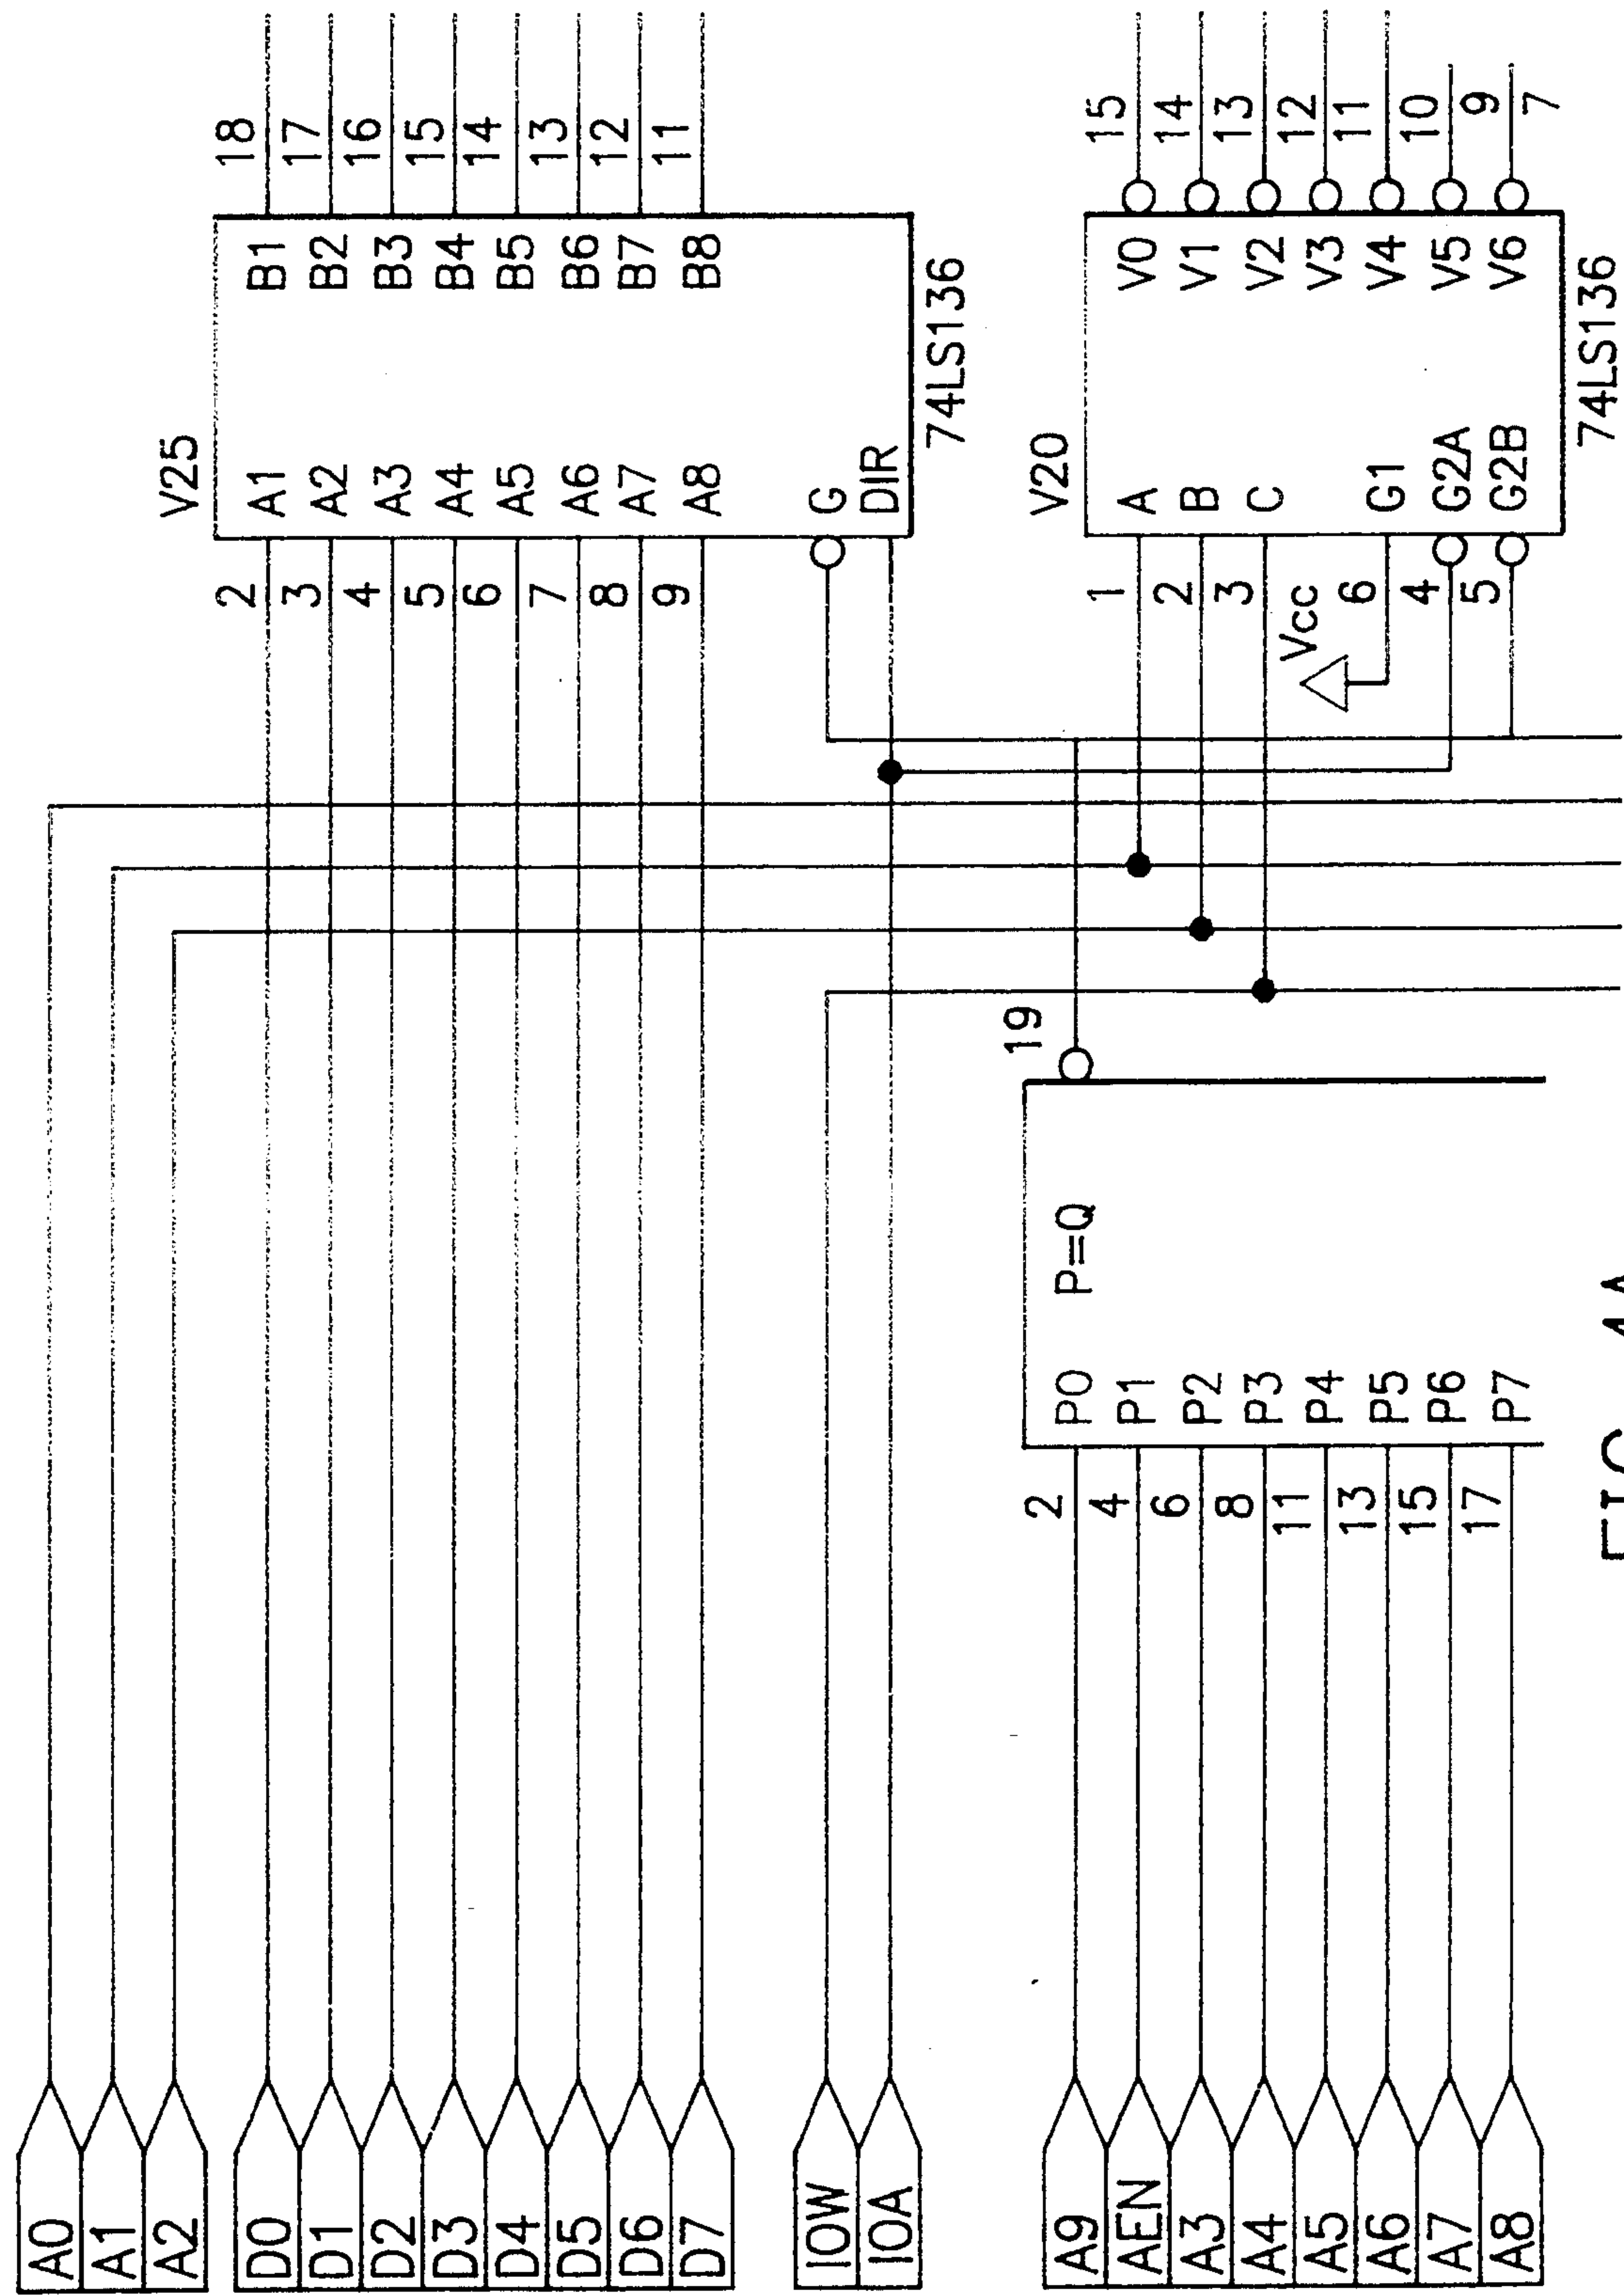 A0
A1
A2
D0
D1
D2
D3
D4
D5
D6
D7
IOW
IOA
A9
AEN
A3
A4
A5
A6
A7
A8
V25
2 A1 B1 18
3 A2 B2 17
4 A3 B3 16
5 A4 B4 15
6 A5 B5 14
7 A6 B6 13
8 A7 B7 12
9 A8 B8 11
G
DIR
74LS136
V20
1 A V0 15
2 B V1 14
3 C V2 13
Vcc V3 12
6 G1 V4 11
4 G2A V5 10
5 G2B V6 9
7
74LS136
19
2 P0 P=Q
4 P1
6 P2
8 P3
11 P4
13 P5
15 P6
17 P7